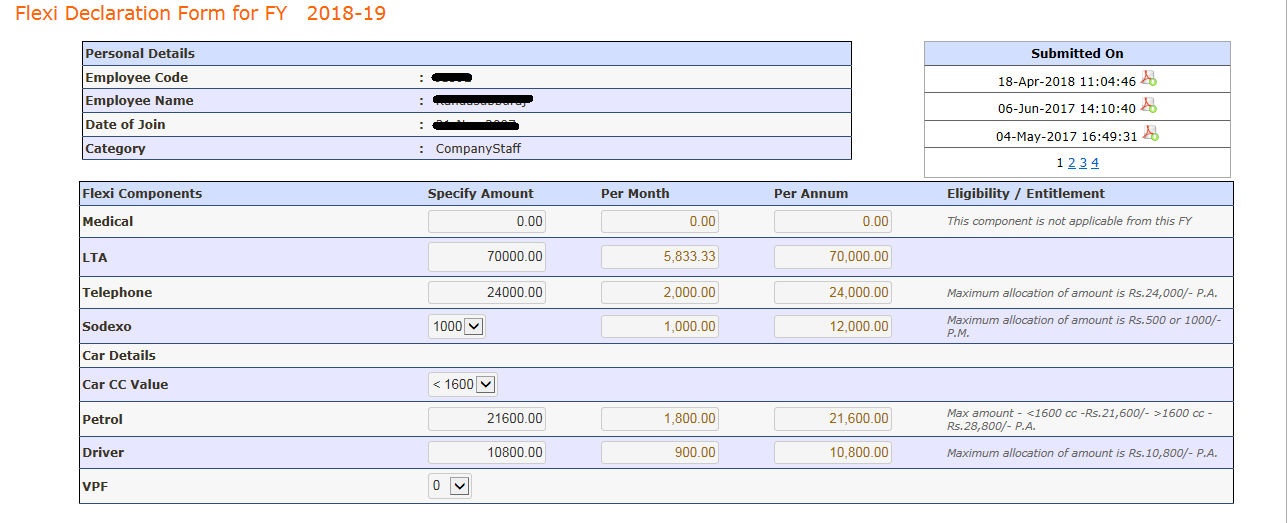 Flexi Declaration Form for FY 2018-19
Personal Details
Employee Code :
Employee Name :
Date of Join :
Category : CompanyStaff
Submitted On
18-Apr-2018 11:04:46
06-Jun-2017 14:10:40
04-May-2017 16:49:31
1 2 3 4
Flexi Components Specify Amount Per Month Per Annum Eligibility / Entitlement
Medical 0.00 0.00 0.00 This component is not applicable from this FY
LTA 70000.00 5,833.33 70,000.00
Telephone 24000.00 2,000.00 24,000.00 Maximum allocation of amount is Rs.24,000/- P.A.
Sodexo 1000 1,000.00 12,000.00 Maximum allocation of amount is Rs.500 or 1000/-
P.M.
Car Details
Car CC Value < 1600
Petrol 21600.00 1,800.00 21,600.00 Max amount - <1600 cc -Rs.21,600/- >1600 cc -
Rs.28,800/- P.A.
Driver 10800.00 900.00 10,800.00 Maximum allocation of amount is Rs.10,800/- P.A.
VPF 0